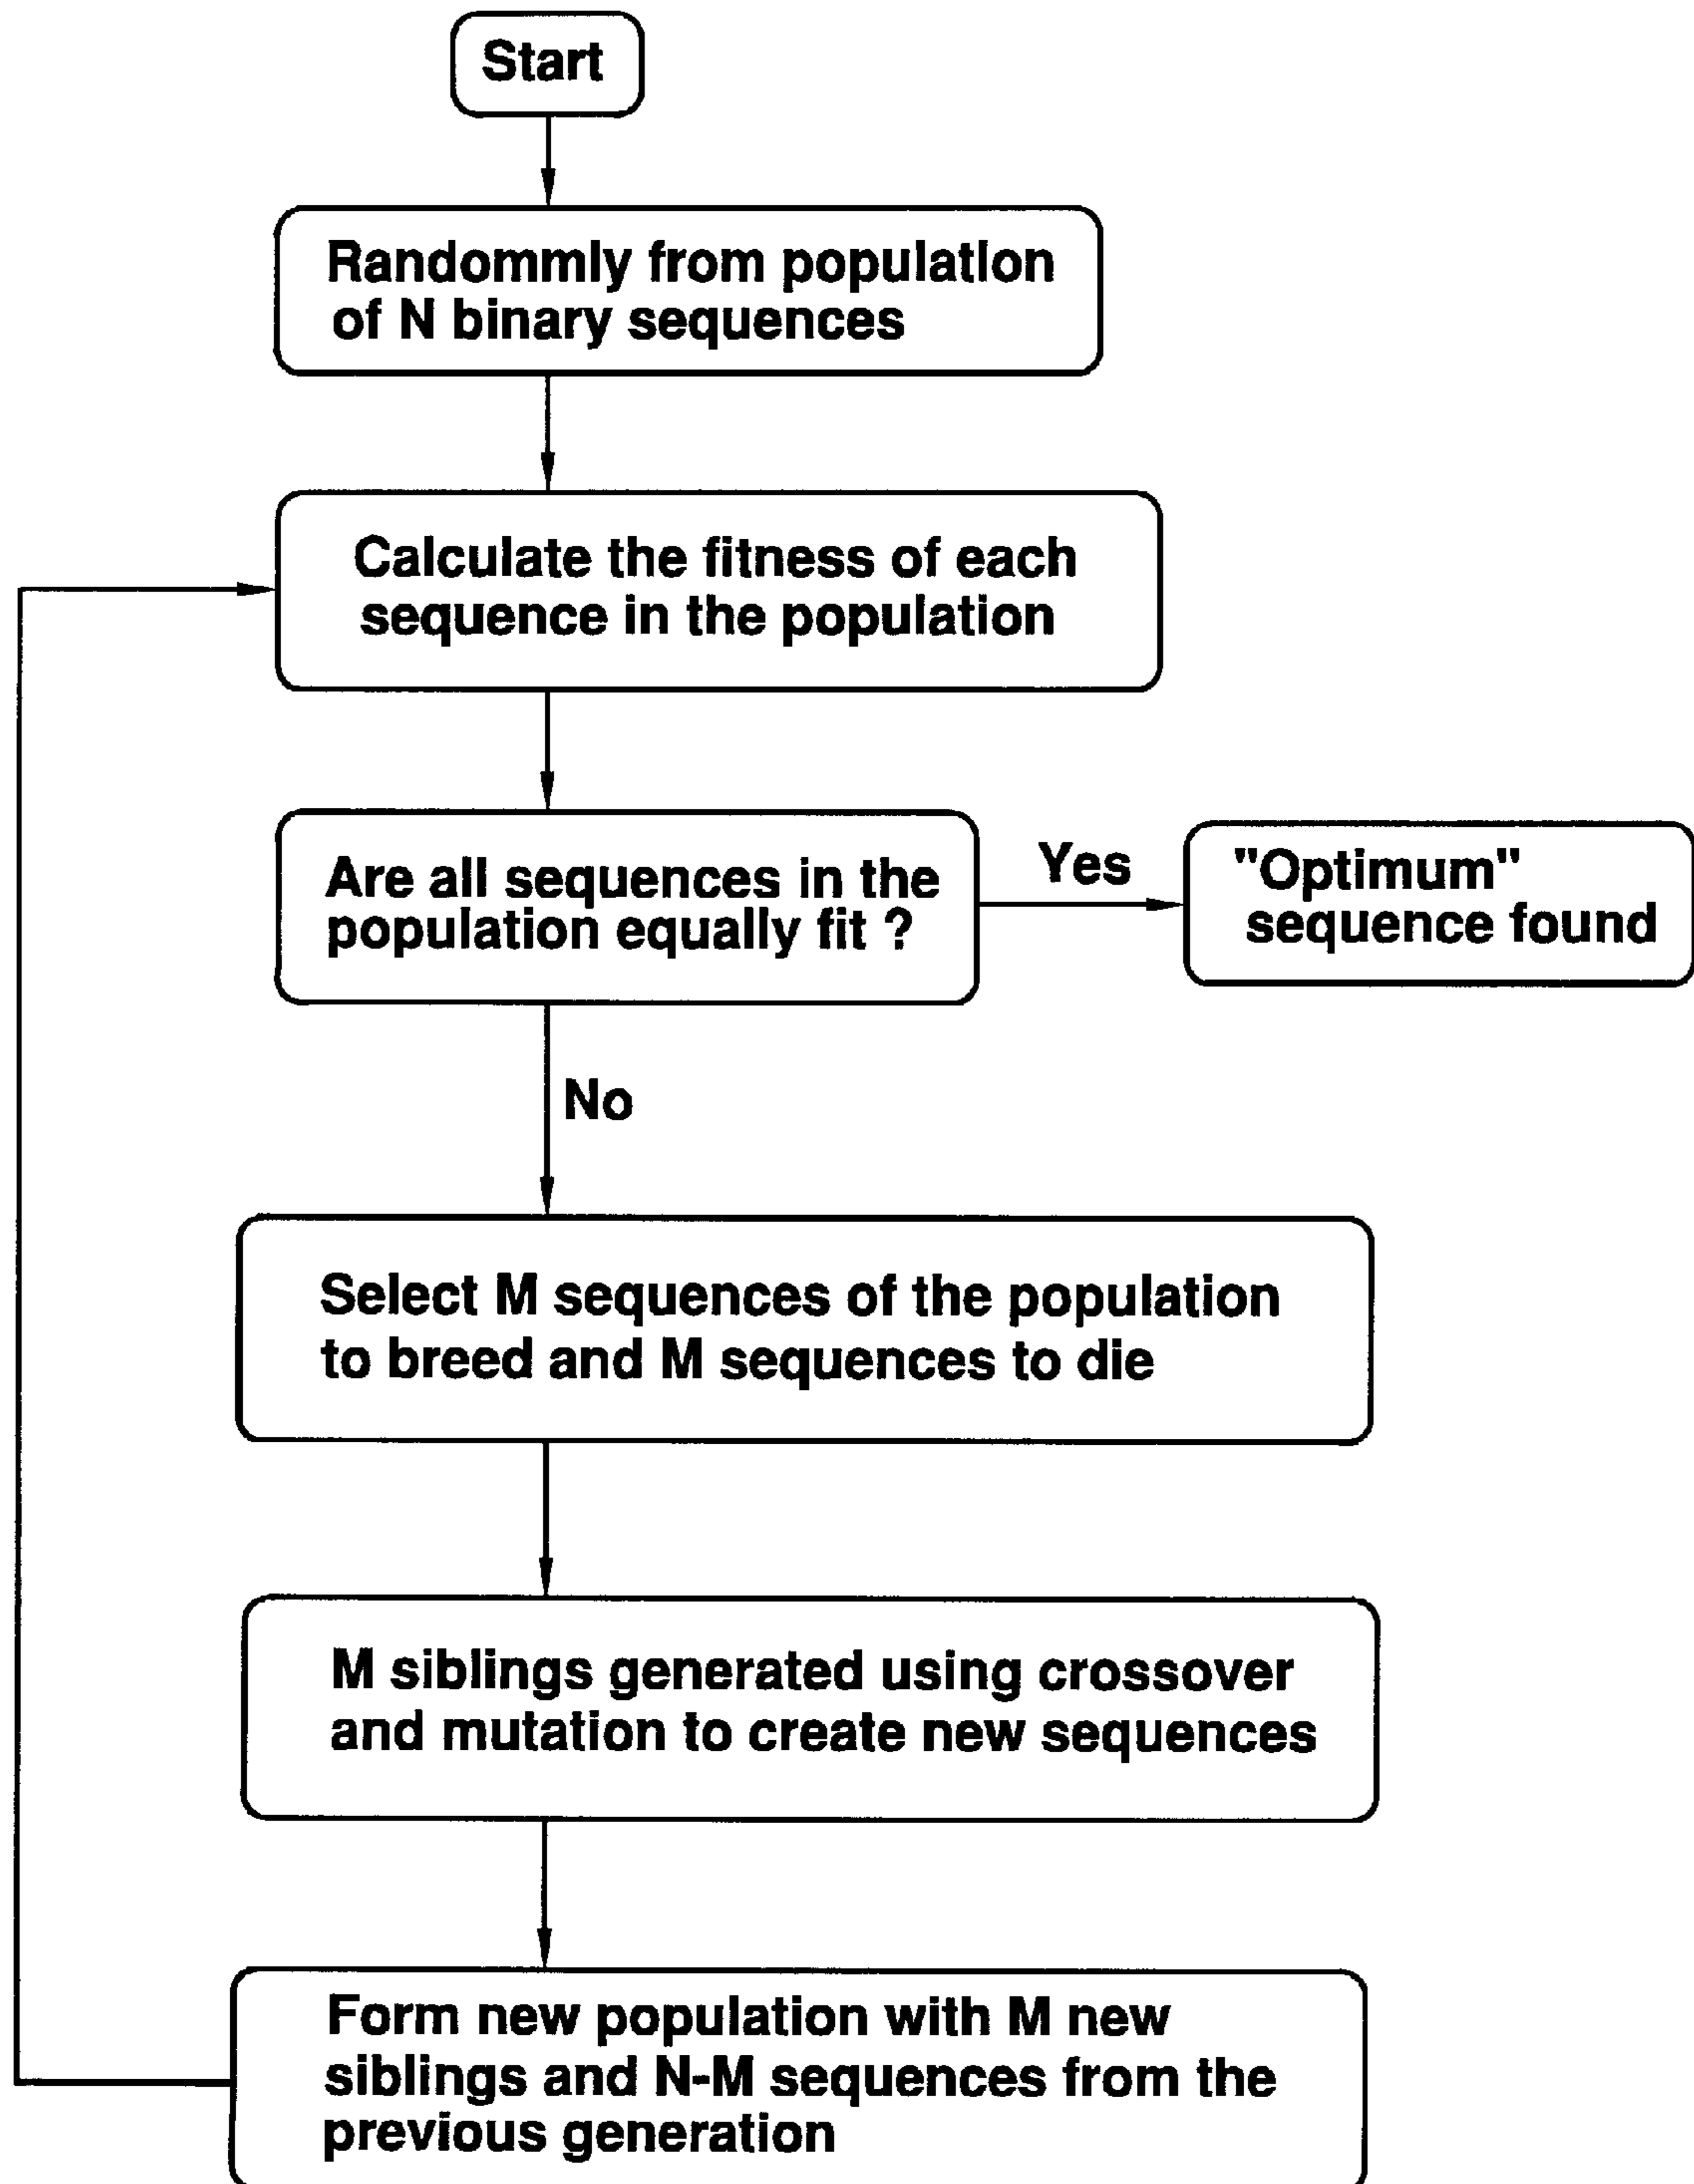 Start
Randommly from population
of N binary sequences
Calculate the fitness of each
sequence in the population
Are all sequences in the
population equally fit ?
Yes
"Optimum"
sequence found
No
Select M sequences of the population
to breed and M sequences to die
M siblings generated using crossover
and mutation to create new sequences
Form new population with M new
siblings and N-M sequences from the
previous generation